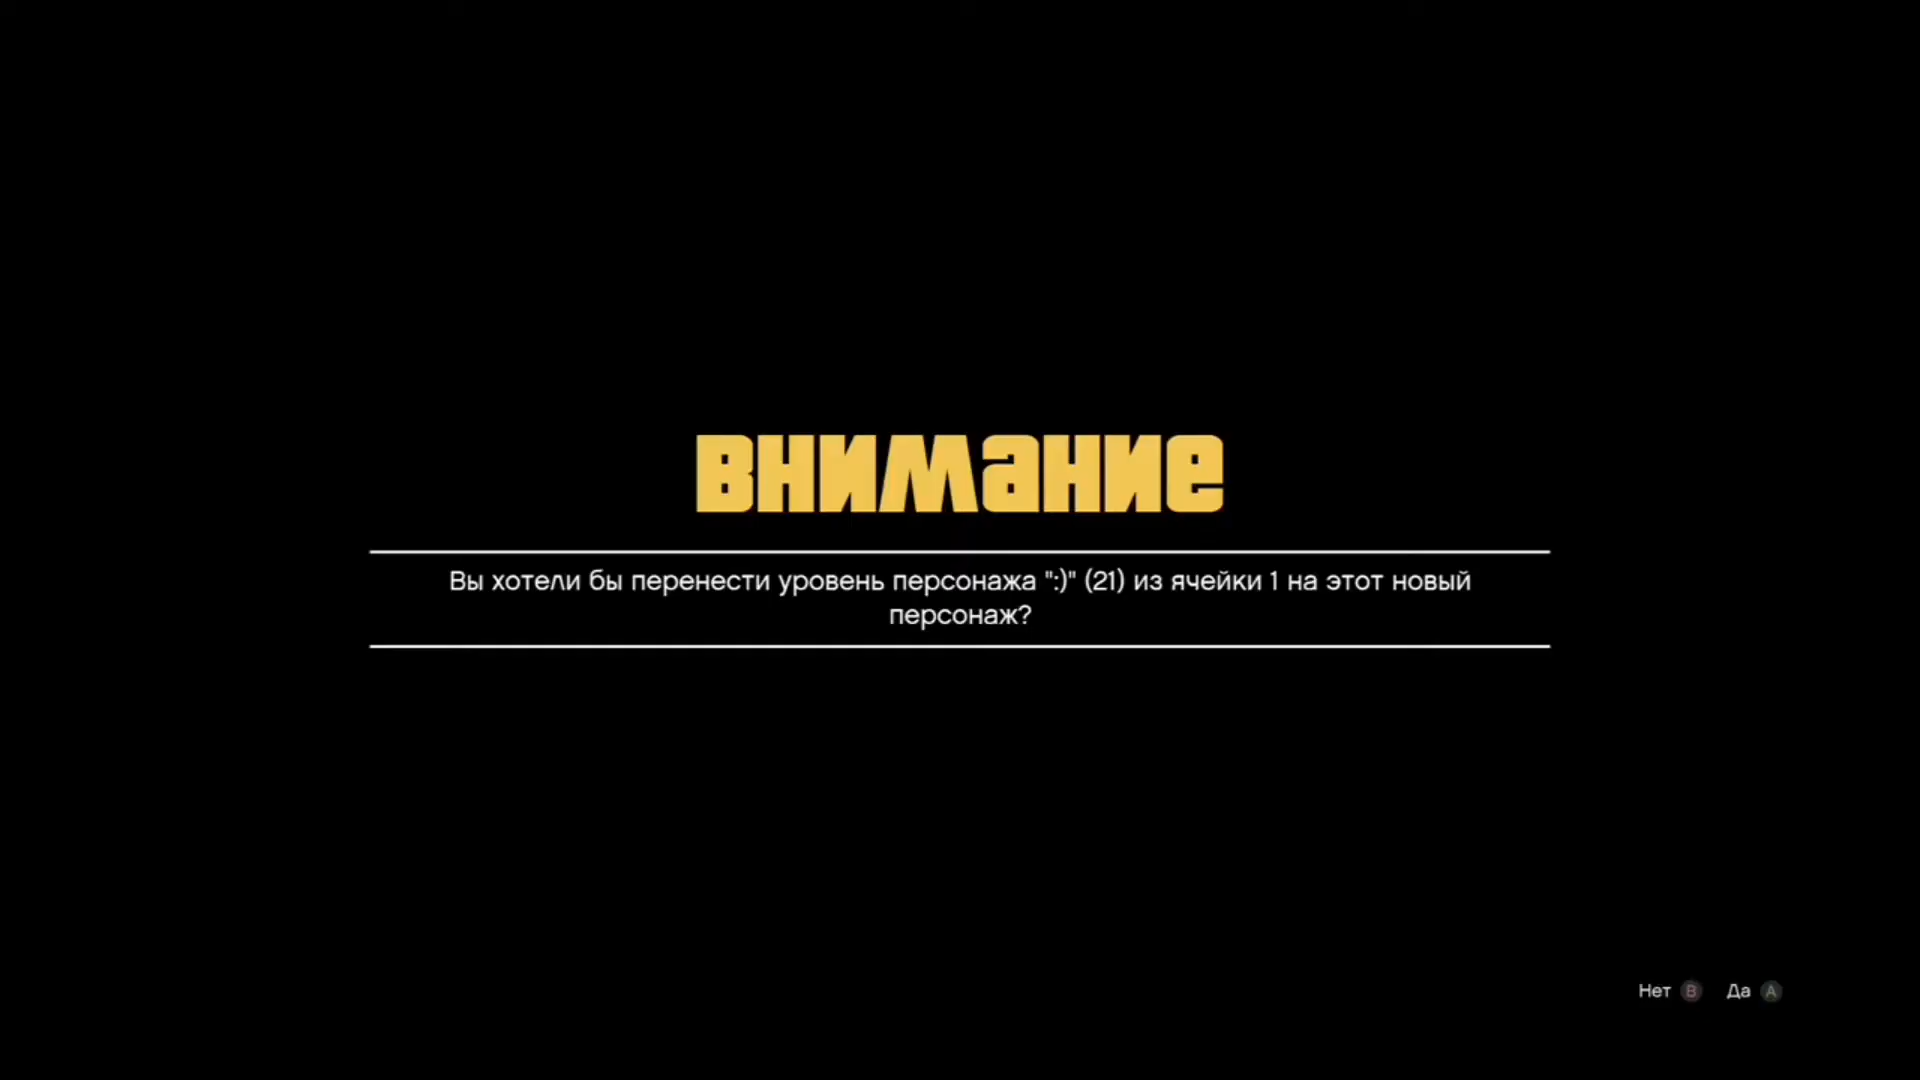 внимание
Вы хотели бы перенести уровень персонажа ":)" (21) из ячейки 1 на этот новый
персонаж?
Нет B Да A